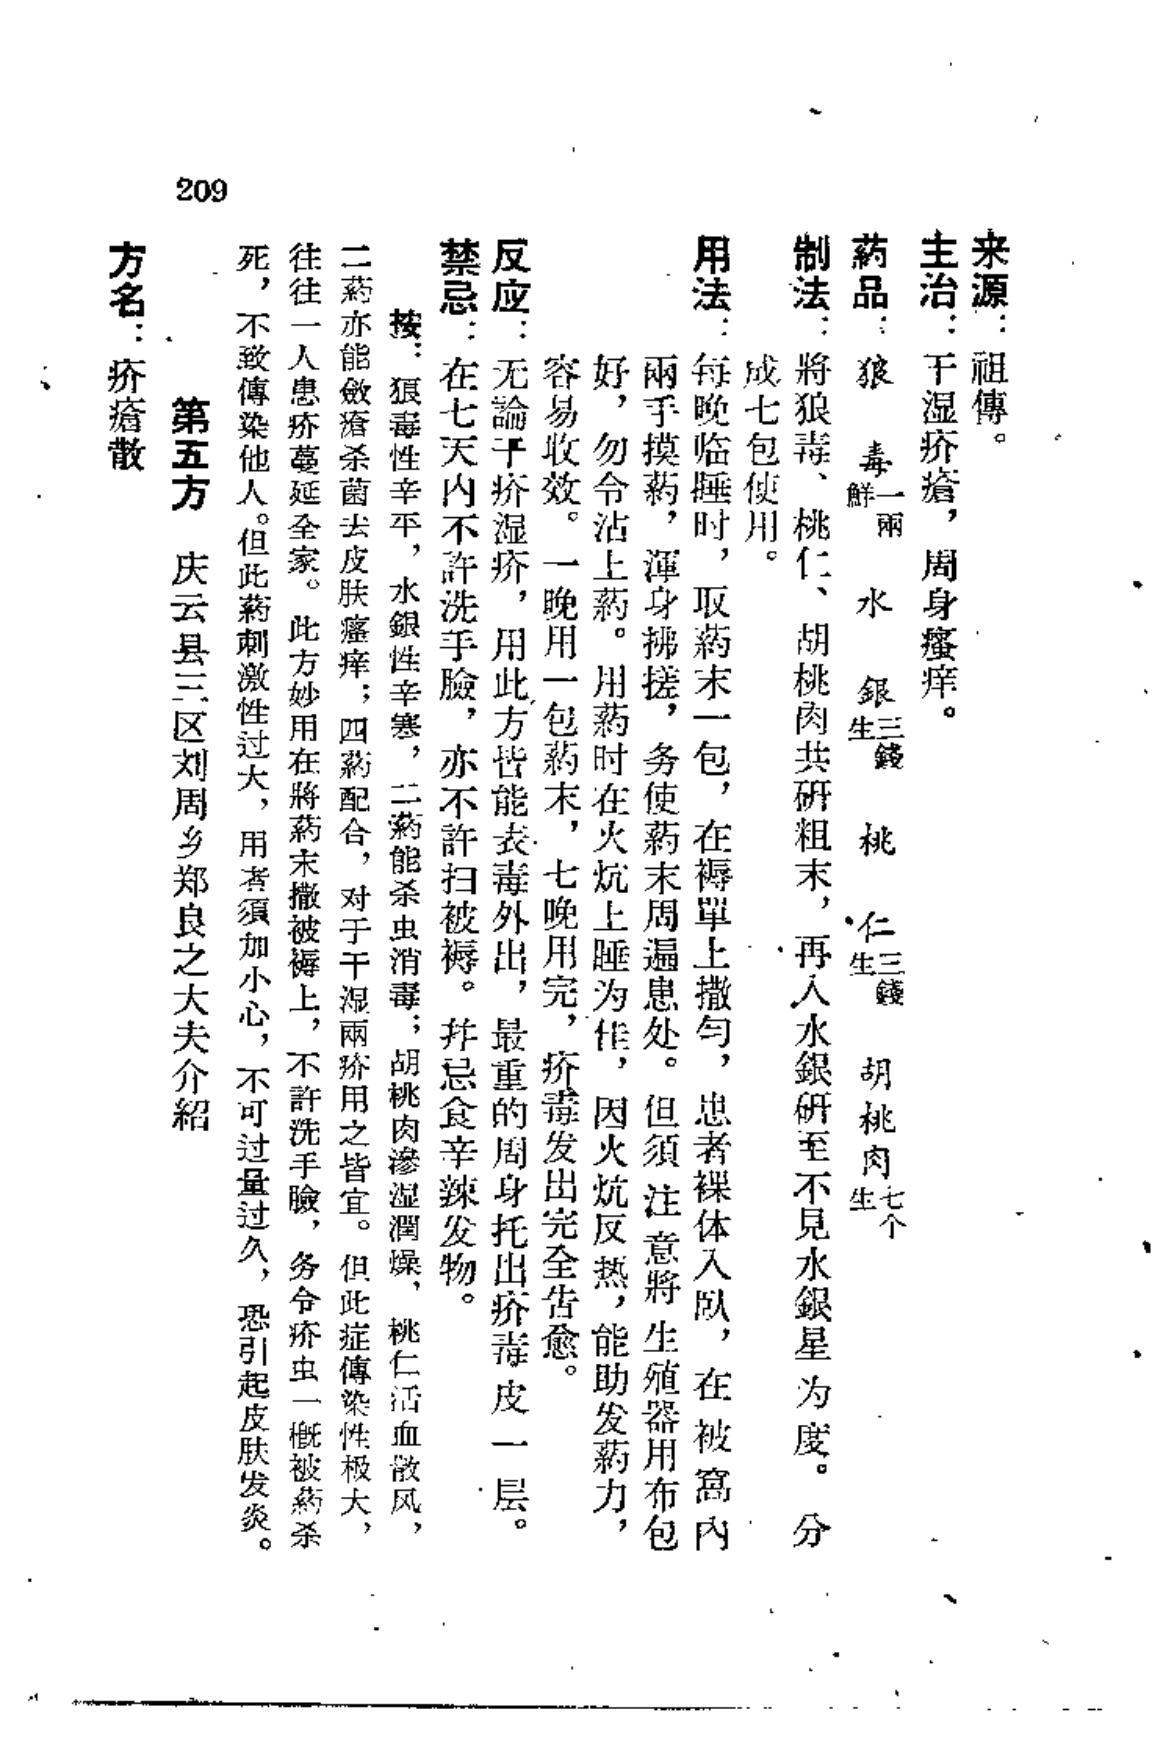 来源：祖傳。
主治：干湿疥瘡，周身瘙痒。
药品：狼毒鮮一兩 水銀生三錢 桃仁生三錢 胡桃肉生七个
制法：將狼毒、桃仁、胡桃肉共研粗末，再入水銀研至不見水銀星为度。分
成七包使用。
用法：每晚临睡时，取葯末一包，在褥單上撒匀，患者裸体入臥，在被窩內
兩手摸葯，渾身拂搓，务使葯末周遍患处。但須注意將生殖器用布包
好，勿令沾上葯。用葯时在火炕上睡为佳，因火炕反热，能助发葯力，
容易收效。一晚用一包葯末，七晚用完，疥毒发出完全告愈。
反应：无論干疥湿疥，用此方皆能表毒外出，最重的周身托出疥毒皮一层。
禁忌：在七天內不許洗手臉，亦不許扫被褥。幷忌食辛辣发物。
按：狼毒性辛平，水銀性辛寒，二葯能杀虫消毒；胡桃肉滲湿潤燥，桃仁活血散风，
二葯亦能斂瘡杀菌去皮肤瘙痒；四葯配合，对于干湿兩疥用之皆宜。但此症傳染性极大，
往往一人患疥蔓延全家。此方妙用在將葯末撒被褥上，不許洗手臉，务令疥虫一概被葯杀
死，不致傳染他人。但此葯刺激性过大，用者須加小心，不可过量过久，恐引起皮肤发炎。
第五方 庆云县三区刘周乡郑良之大夫介紹
方名：疥瘡散
209